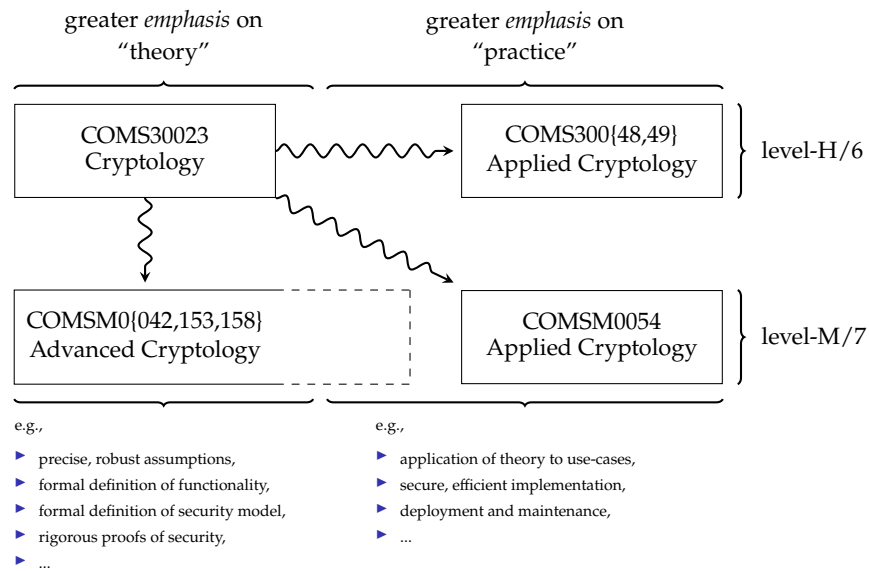 greater emphasis on
“theory”
greater emphasis on
“practice”
COMS30023
Cryptology
COMS300{48,49}
Applied Cryptology
level-H/6
COMSM0{042,153,158}
Advanced Cryptology
COMSM0054
Applied Cryptology
level-M/7
e.g.,
▶ precise, robust assumptions,
▶ formal definition of functionality,
▶ formal definition of security model,
▶ rigorous proofs of security,
▶ ...
e.g.,
▶ application of theory to use-cases,
▶ secure, efficient implementation,
▶ deployment and maintenance,
▶ ...